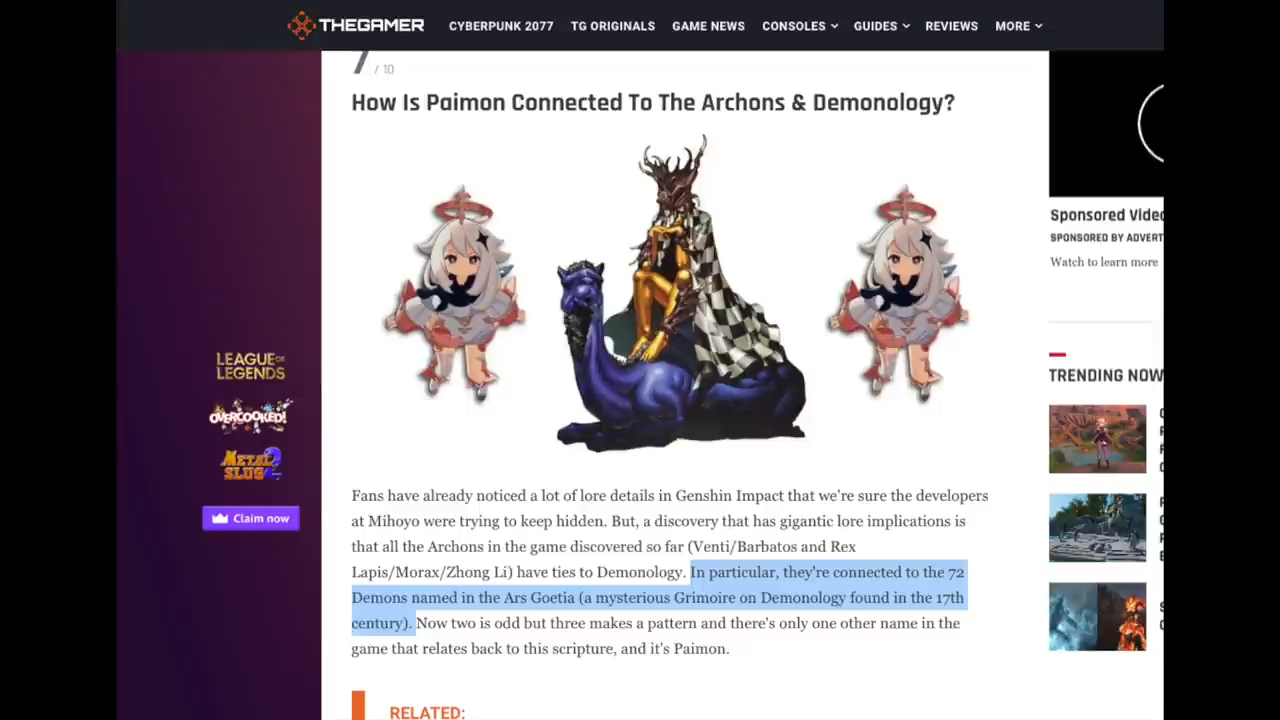 THEGAMER CYBERPUNK 2077 TG ORIGINALS GAME NEWS CONSOLES GUIDES REVIEWS MORE
7 / 10
How Is Paimon Connected To The Archons & Demonology?
Sponsored
SPONSORED BY
Watch to learn more
TRENDING NOW
LEAGUE OF
LEGENDS
OVERCOOKED!
METAL
SLUG 2
Claim now
Fans have already noticed a lot of lore details in Genshin Impact that we're sure the developers
at Mihoyo were trying to keep hidden. But, a discovery that has gigantic lore implications is
that all the Archons in the game discovered so far (Venti/Barbatos and Rex
Lapis/Morax/Zhong Li) have ties to Demonology. In particular, they're connected to the 72
Demons named in the Ars Goetia (a mysterious Grimoire on Demonology found in the 17th
century). Now two is odd but three makes a pattern and there's only one other name in the
game that relates back to this scripture, and it's Paimon.
RELATED: